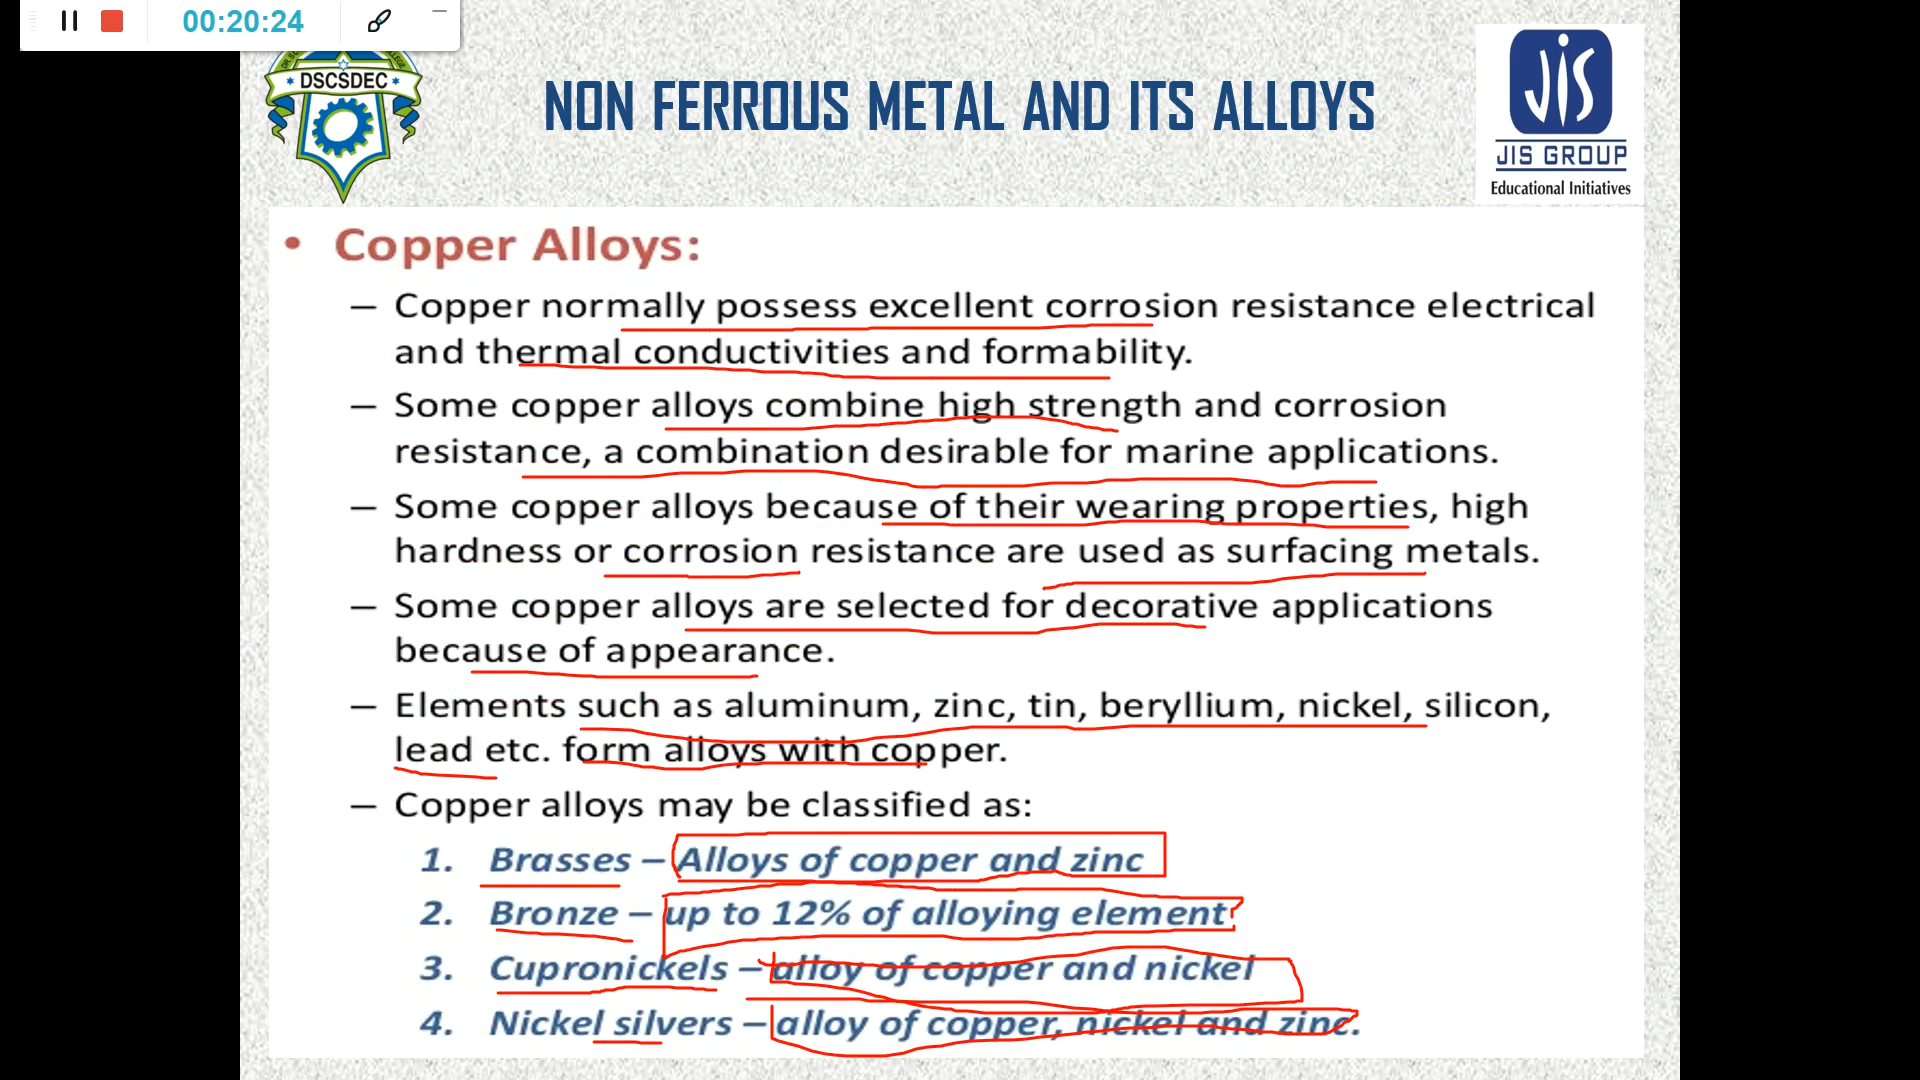 00:20:24
DSCSDEC
NON FERROUS METAL AND ITS ALLOYS
JIS
JIS GROUP
Educational Initiatives
• Copper Alloys:
– Copper normally possess excellent corrosion resistance electrical
and thermal conductivities and formability.
– Some copper alloys combine high strength and corrosion
resistance, a combination desirable for marine applications.
– Some copper alloys because of their wearing properties, high
hardness or corrosion resistance are used as surfacing metals.
– Some copper alloys are selected for decorative applications
because of appearance.
– Elements such as aluminum, zinc, tin, beryllium, nickel, silicon,
lead etc. form alloys with copper.
– Copper alloys may be classified as:
1. Brasses – Alloys of copper and zinc
2. Bronze – up to 12% of alloying element
3. Cupronickels – alloy of copper and nickel
4. Nickel silvers – alloy of copper, nickel and zinc.